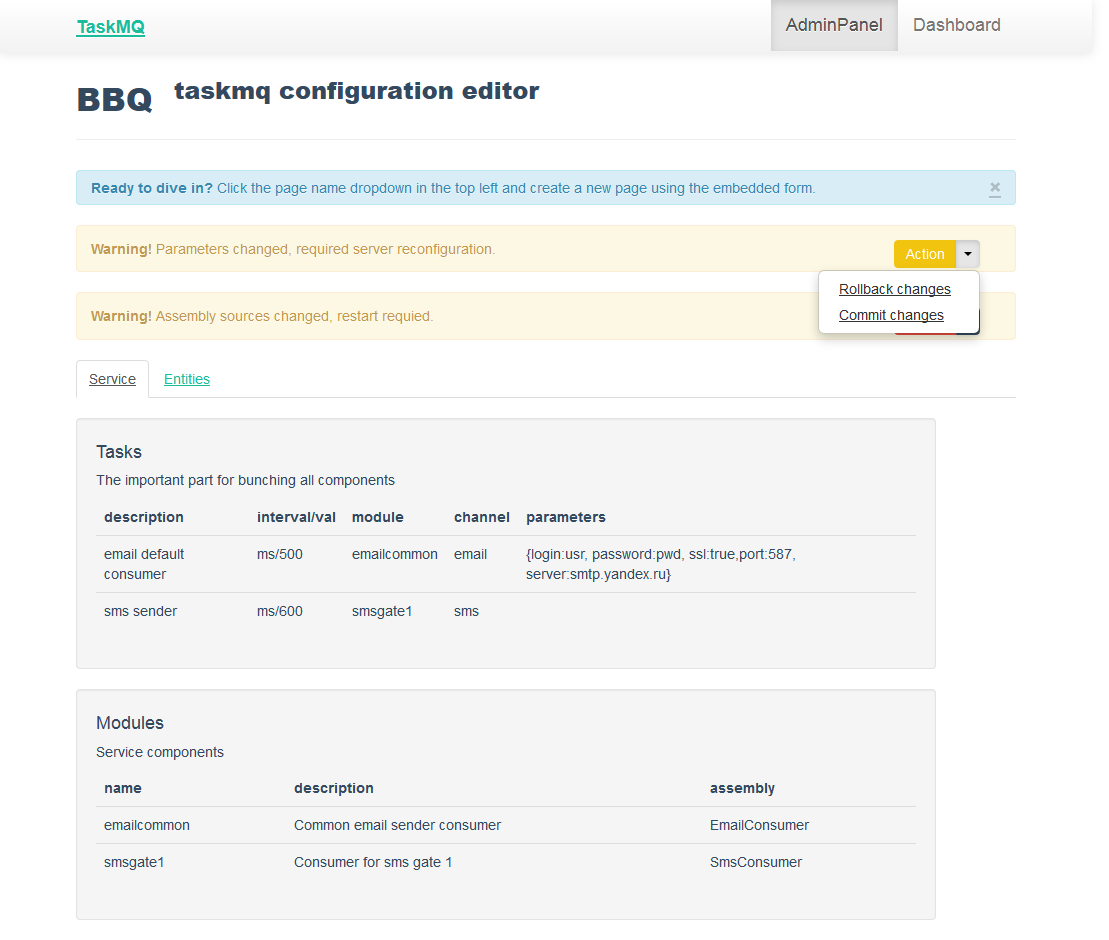 TaskMQ AdminPanel Dashboard
BBQ taskmq configuration editor
Ready to dive in? Click the page name dropdown in the top left and create a new page using the embedded form. ×
Warning! Parameters changed, required server reconfiguration. Action
Rollback changes
Commit changes
Warning! Assembly sources changed, restart requied.
Service Entities
Tasks
The important part for bunching all components
description interval/val module channel parameters
email default consumer ms/500 emailcommon email {login:usr, password:pwd, ssl:true,port:587, server:smtp.yandex.ru}
sms sender ms/600 smsgate1 sms
Modules
Service components
name description assembly
emailcommon Common email sender consumer EmailConsumer
smsgate1 Consumer for sms gate 1 SmsConsumer